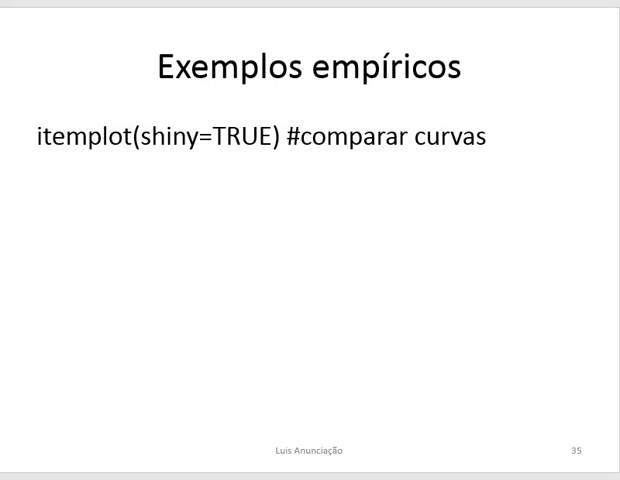 Exemplos empíricos
itemplot(shiny=TRUE) #comparar curvas
Luis Anunciação
35